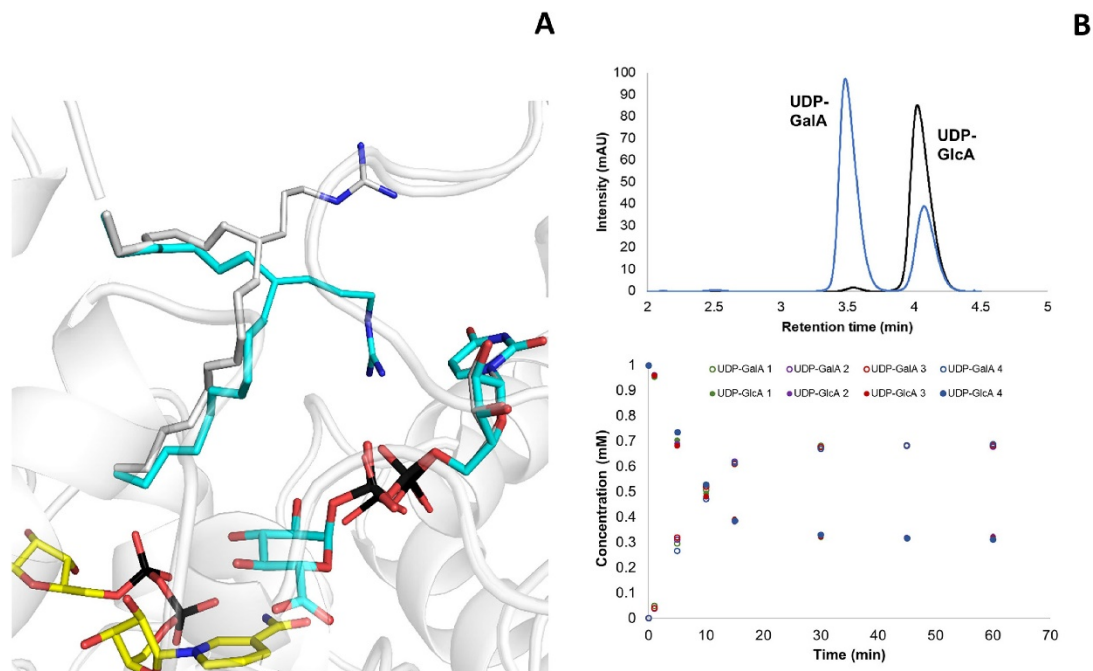 A
B
100
90
80
70
60
50
40
30
20
10
0
Intensity (mAU)
UDP-
GalA
UDP-
GlcA
2
2.5
3
3.5
4
4.5
5
Retention time (min)
1
0.9
0.8
0.7
0.6
0.5
0.4
0.3
0.2
0.1
0
Concentration (mM)
UDP-GalA 1 UDP-GalA 2 UDP-GalA 3 UDP-GalA 4
UDP-GlcA 1 UDP-GlcA 2 UDP-GlcA 3 UDP-GlcA 4
0 10 20 30 40 50 60 70
Time (min)